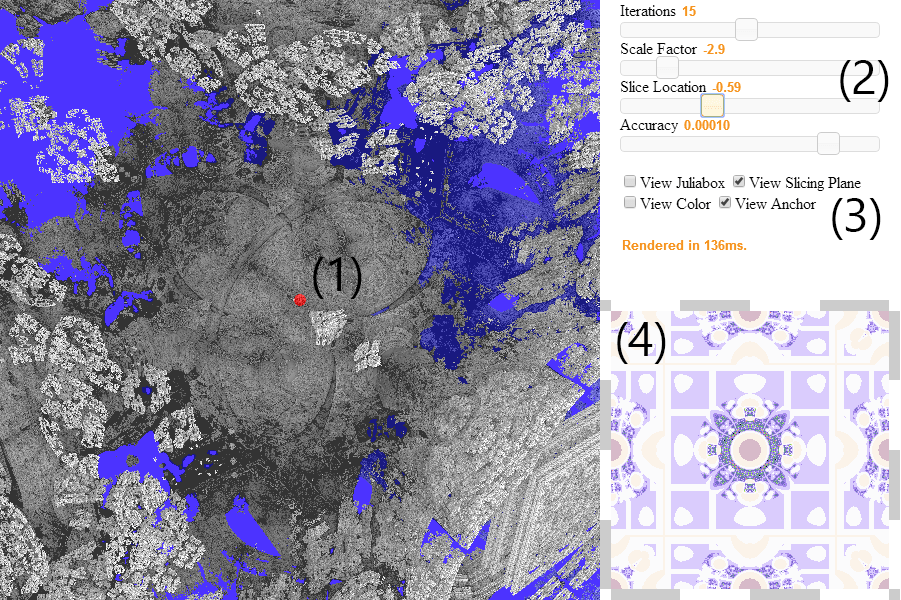 Iterations 15
Scale Factor -2.9
(2)
Slice Location -0.59
Accuracy 0.00010
View Juliabox View Slicing Plane
View Color View Anchor
(3)
Rendered in 136ms.
(1)
(4)